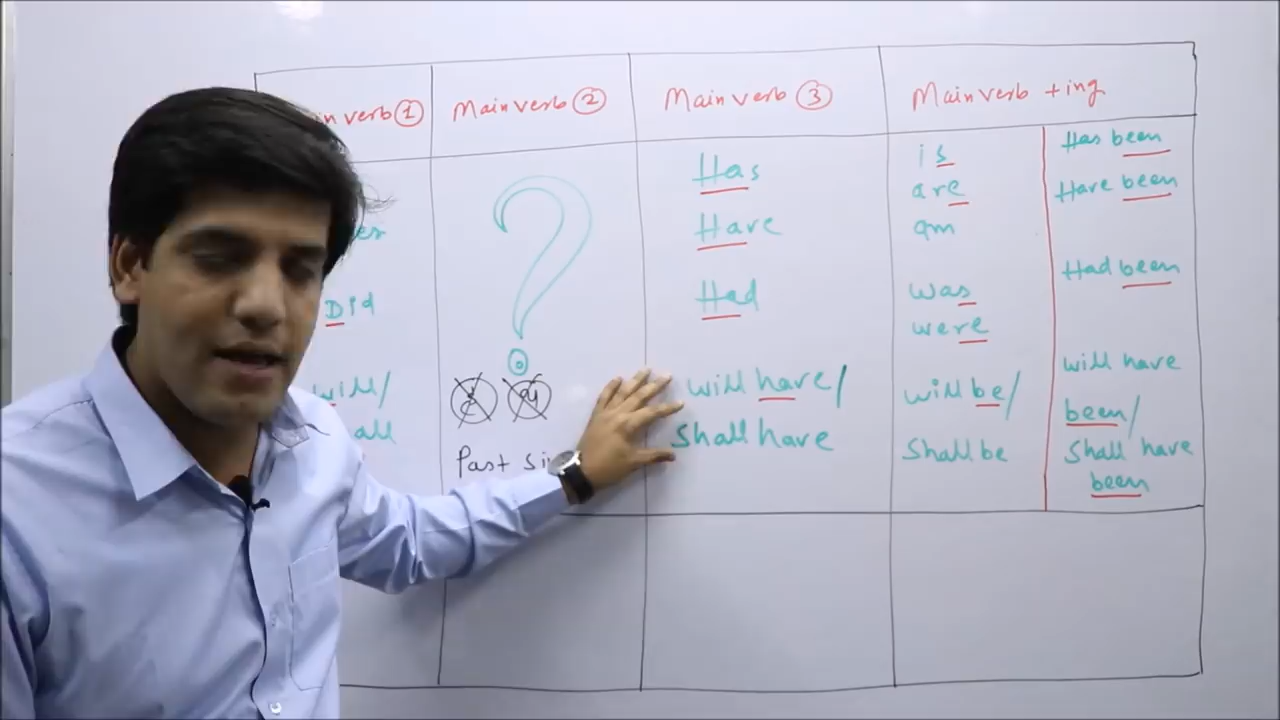 verb ① Main verb ② Main verb ③ Main verb + ing
Has
Have
Had
will have/
Shall have
Did
will/
?
Past
is
are
am
was
were
will be/
Shall be
Has been
Have been
Had been
will have
been/
Shall have
been